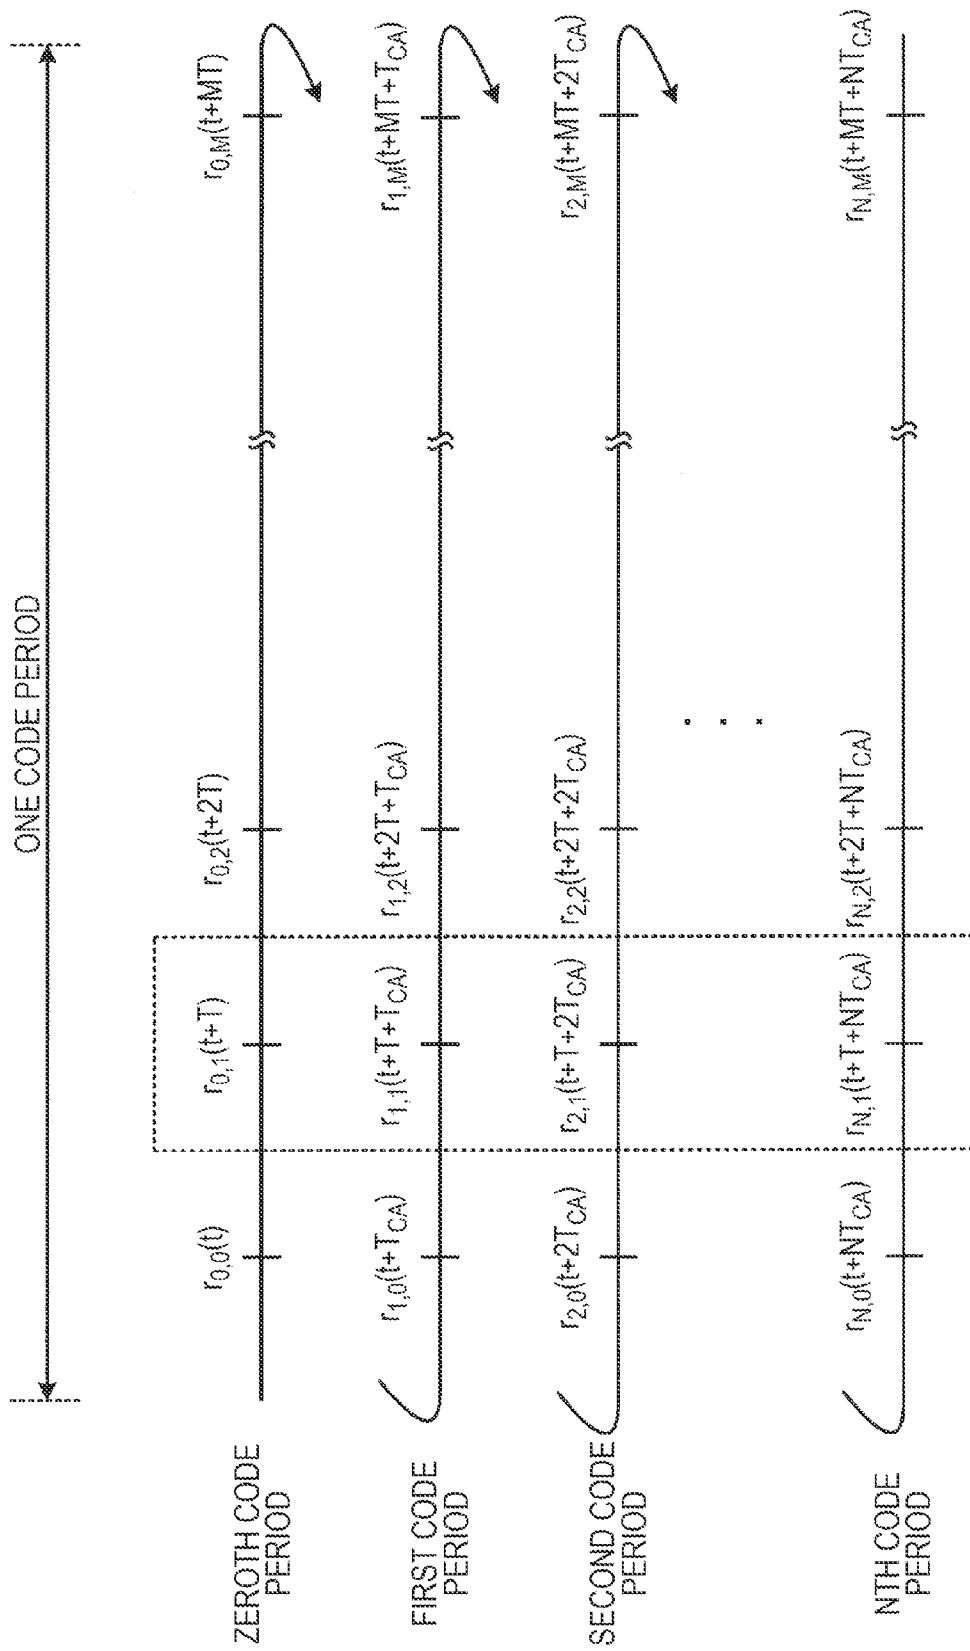 ONE CODE PERIOD
ZEROTH CODE
PERIOD
r0,0(t)
r0,1(t+T)
r0,2(t+2T)
r0,M(t+MT)
FIRST CODE
PERIOD
r1,0(t+TCA)
r1,1(t+T+TCA)
r1,2(t+2T+TCA)
r1,M(t+MT+TCA)
SECOND CODE
PERIOD
r2,0(t+2TCA)
r2,1(t+T+2TCA)
r2,2(t+2T+2TCA)
r2,M(t+MT+2TCA)
. . .
NTH CODE
PERIOD
rN,0(t+NTCA)
rN,1(t+T+NTCA)
rN,2(t+2T+NTCA)
rN,M(t+MT+NTCA)